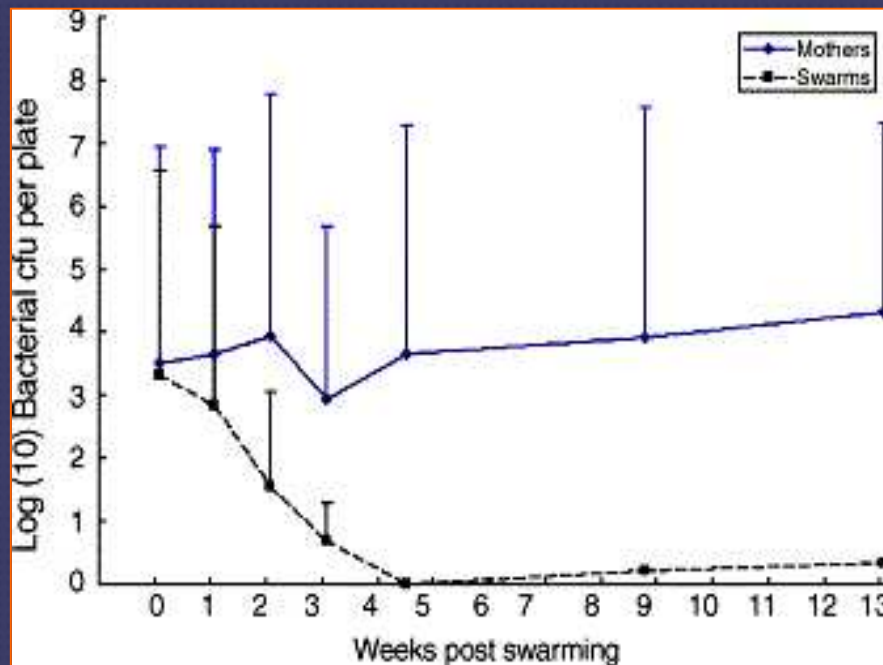 9
8
7
6
5
4
3
2
1
0
Log (10) Bacterial cfu per plate
Mothers
Swarms
0 1 2 3 4 5 6 7 8 9 10 11 12 13
Weeks post swarming